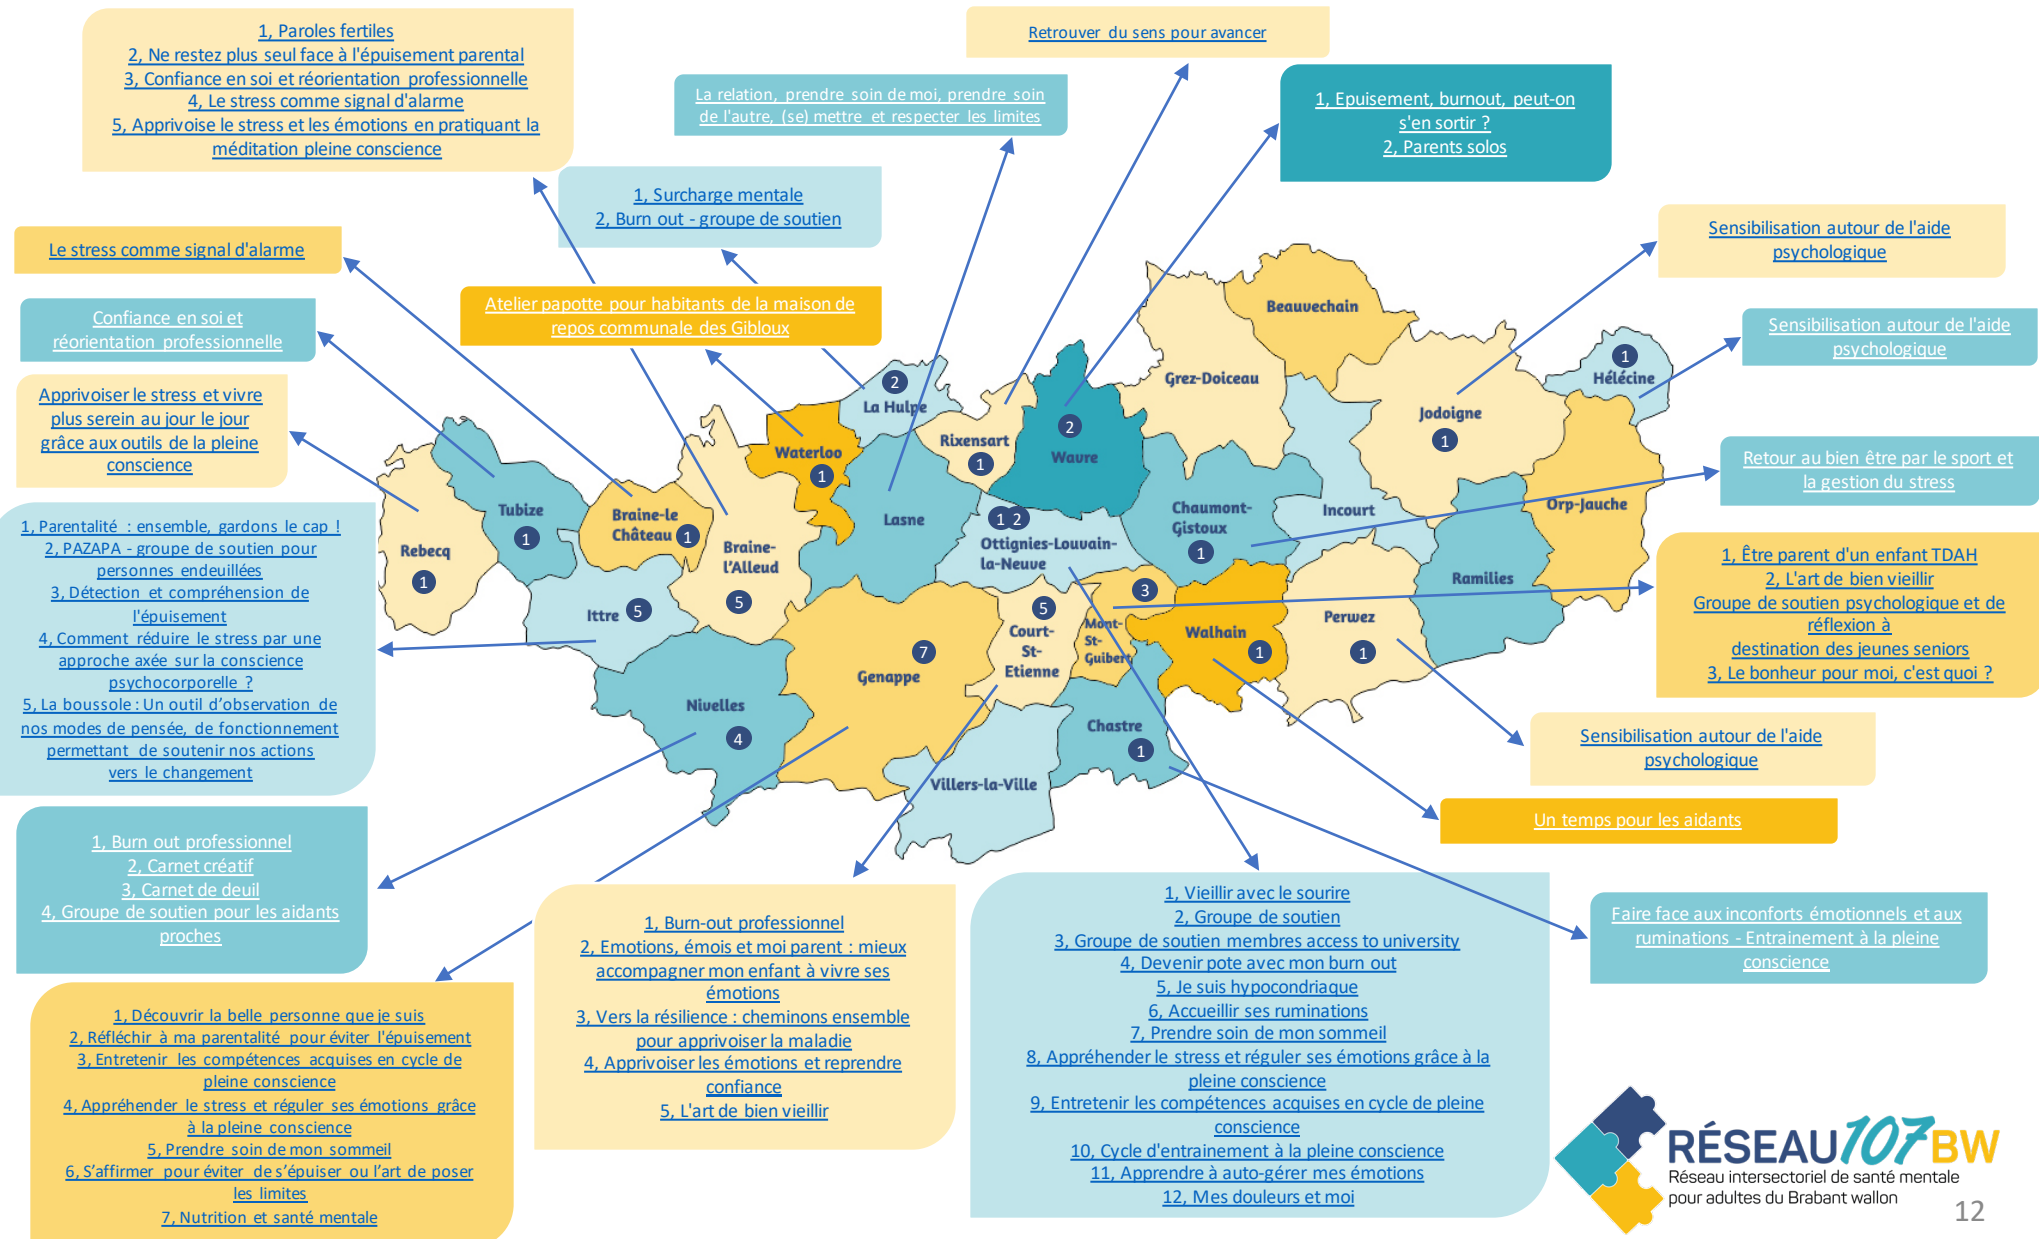 1, Paroles fertiles
2, Ne restez plus seul face à l'épuisement parental
3, Confiance en soi et réorientation professionnelle
4, Le stress comme signal d'alarme
5, Apprivoise le stress et les émotions en pratiquant la
méditation pleine conscience
Retrouver du sens pour avancer
La relation, prendre soin de moi, prendre soin
de l'autre, (se) mettre et respecter les limites
1, Epuisement, burnout, peut-on
s'en sortir ?
2, Parents solos
1, Surcharge mentale
2, Burn out - groupe de soutien
Le stress comme signal d'alarme
Sensibilisation autour de l'aide
psychologique
Atelier papotte pour habitants de la maison de
repos communale des Gibloux
Confiance en soi et
réorientation professionnelle
Sensibilisation autour de l'aide
psychologique
Apprivoiser le stress et vivre
plus serein au jour le jour
grâce aux outils de la pleine
conscience
Retour au bien être par le sport et
la gestion du stress
1, Parentalité : ensemble, gardons le cap !
2, PAZAPA - groupe de soutien pour
personnes endeuillées
3, Détection et compréhension de
l'épuisement
4, Comment réduire le stress par une
approche axée sur la conscience
psychocorporelle ?
5, La boussole : Un outil d’observation de
nos modes de pensée, de fonctionnement
permettant de soutenir nos actions
vers le changement
1, Être parent d'un enfant TDAH
2, L'art de bien vieillir
Groupe de soutien psychologique et de
réflexion à
destination des jeunes seniors
3, Le bonheur pour moi, c'est quoi ?
Beauvechain
Grez-Doiceau
1
Hélécine
2
La Hulpe
Jodoigne
1
Rixensart
1
2
Wavre
Waterloo
1
Tubize
1
Braine-le
Château 1
Lasne
Chaumont-
Gistoux
1
Incourt
Orp-Jauche
Rebecq
1
Braine-
l’Alleud
5
12
Ottignies-Louvain-
la-Neuve
Ramilies
Ittre 5
3
Mont-
St-
Guibert
5
Court-
St-
Etienne
Walhain
1
Perwez
1
7
Genappe
Nivelles
4
Chastre
1
Villers-la-Ville
Sensibilisation autour de l'aide
psychologique
Un temps pour les aidants
1, Burn out professionnel
2, Carnet créatif
3, Carnet de deuil
4, Groupe de soutien pour les aidants
proches
1, Burn-out professionnel
2, Emotions, émois et moi parent : mieux
accompagner mon enfant à vivre ses
émotions
3, Vers la résilience : cheminons ensemble
pour apprivoiser la maladie
4, Apprivoiser les émotions et reprendre
confiance
5, L'art de bien vieillir
1, Vieillir avec le sourire
2, Groupe de soutien
3, Groupe de soutien membres access to university
4, Devenir pote avec mon burn out
5, Je suis hypocondriaque
6, Accueillir ses ruminations
7, Prendre soin de mon sommeil
8, Appréhender le stress et réguler ses émotions grâce à la
pleine conscience
9, Entretenir les compétences acquises en cycle de pleine
conscience
10, Cycle d'entrainement à la pleine conscience
11, Apprendre à auto-gérer mes émotions
12, Mes douleurs et moi
Faire face aux inconforts émotionnels et aux
ruminations - Entrainement à la pleine
conscience
1, Découvrir la belle personne que je suis
2, Réfléchir à ma parentalité pour éviter l'épuisement
3, Entretenir les compétences acquises en cycle de
pleine conscience
4, Appréhender le stress et réguler ses émotions grâce
à la pleine conscience
5, Prendre soin de mon sommeil
6, S’affirmer pour éviter de s’épuiser ou l’art de poser
les limites
7, Nutrition et santé mentale
RÉSEAU107BW
Réseau intersectoriel de santé mentale
pour adultes du Brabant wallon
12